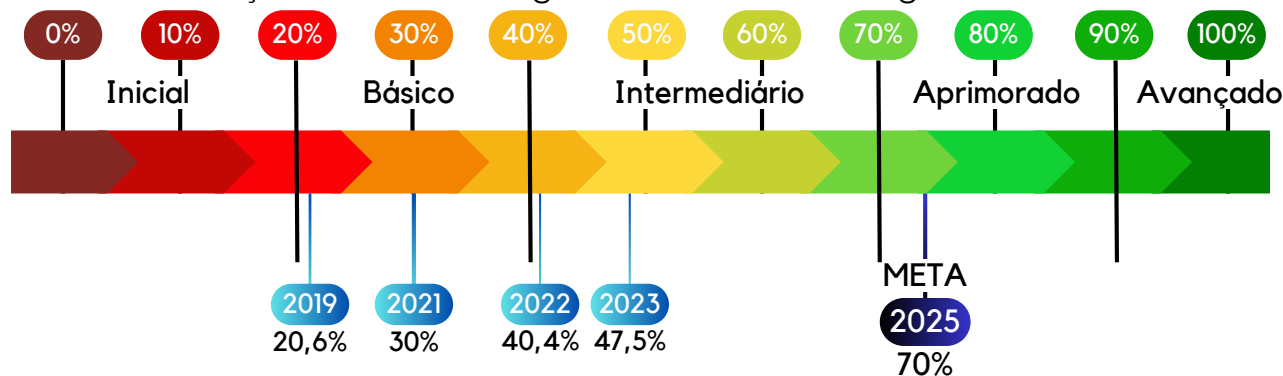 0% 10% 20% 30% 40% 50% 60% 70% 80% 90% 100%
Inicial Básico Intermediário Aprimorado Avançado
META
2019 2021 2022 2023 2025
20,6% 30% 40,4% 47,5%
70%